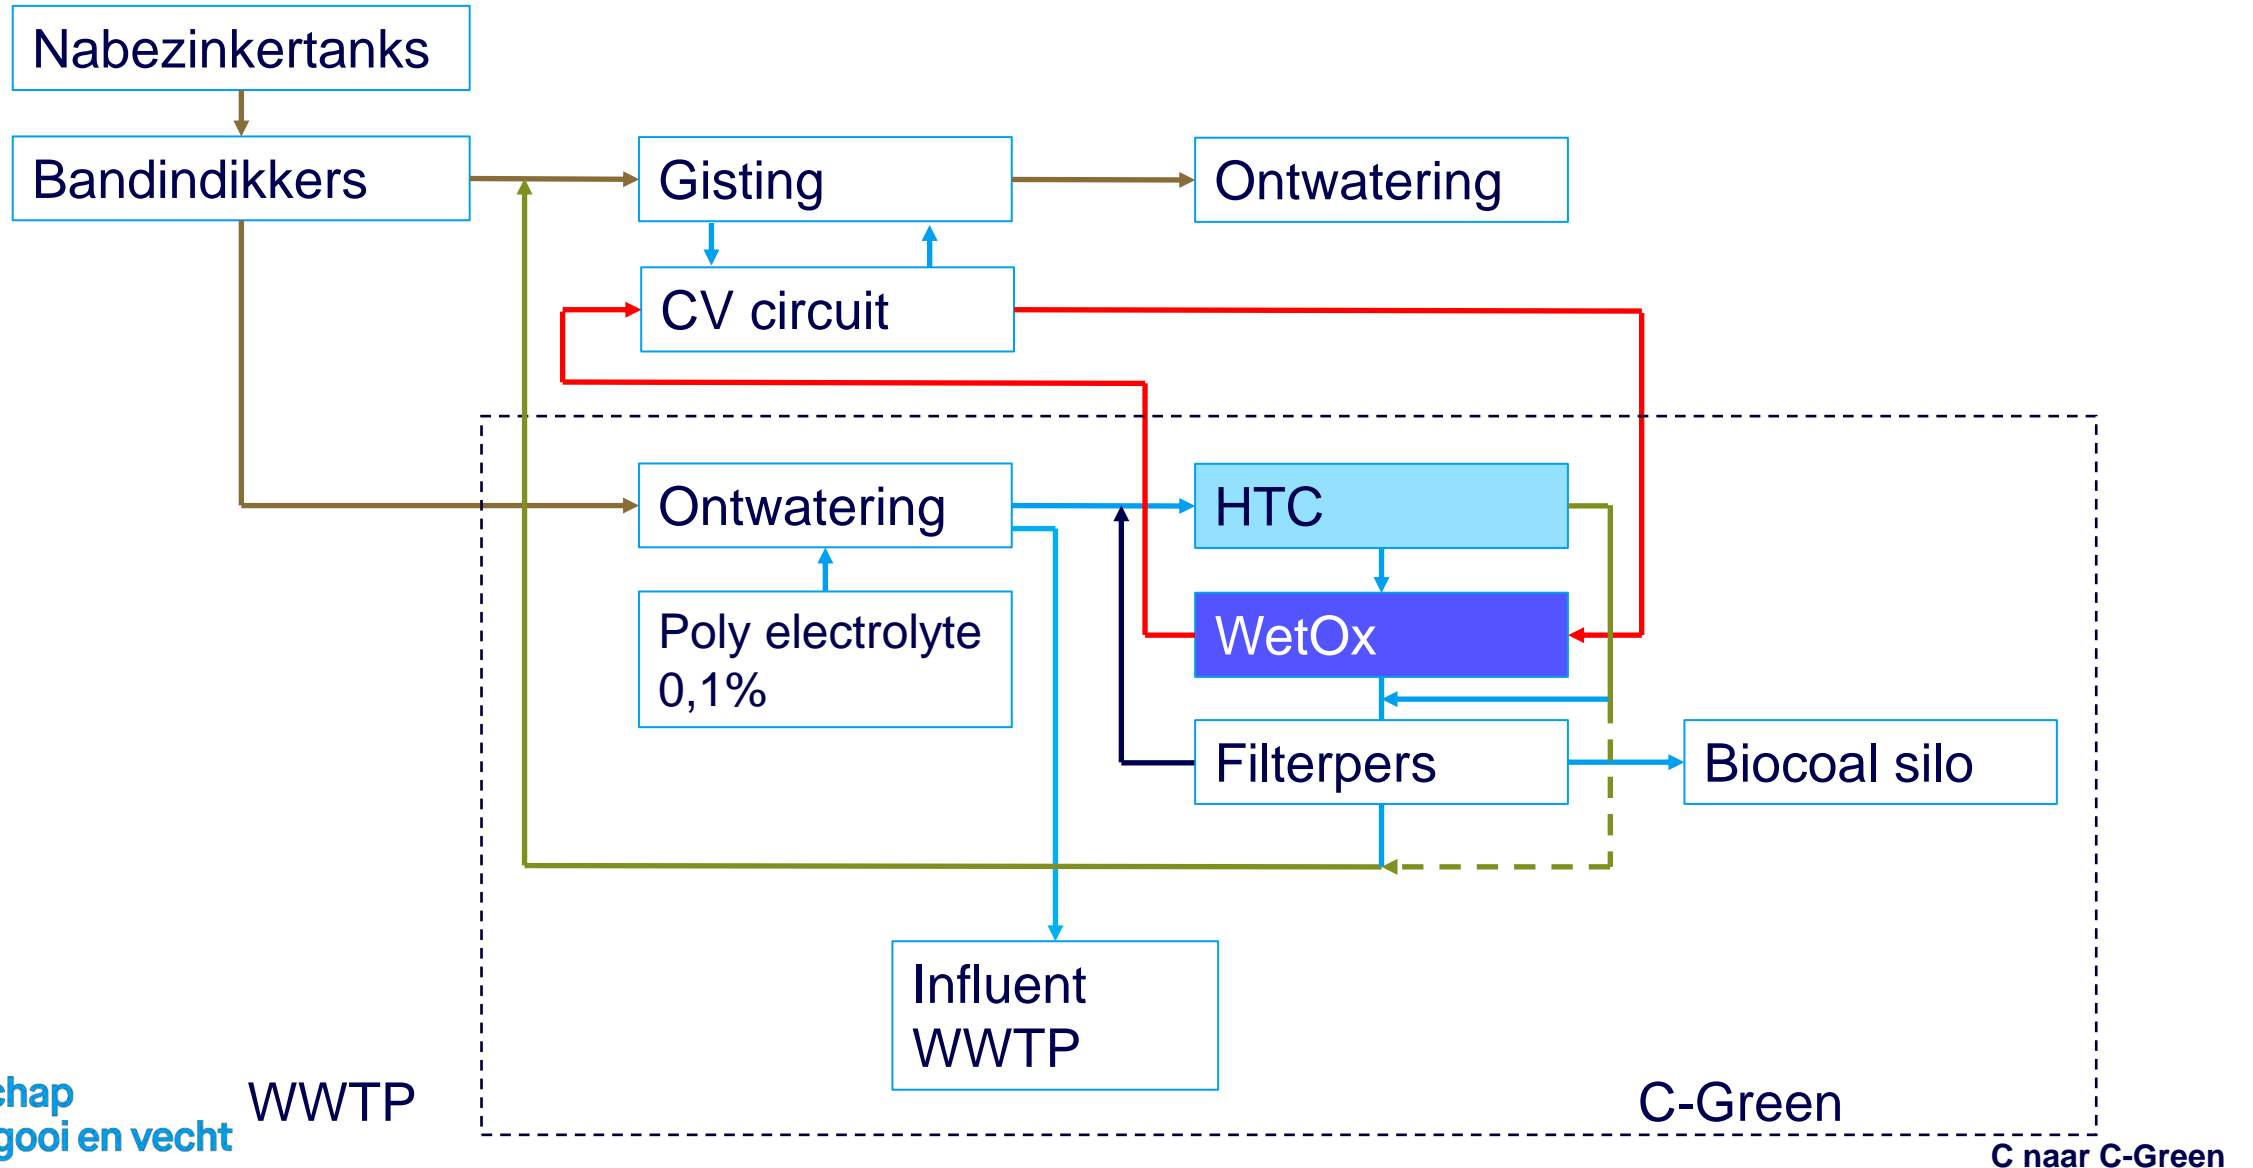 Nabezinkertanks
Bandindikkers
Gisting
Ontwatering
CV circuit
Ontwatering
HTC
Poly electrolyte
0,1%
WetOx
Filterpers
Biocoal silo
Influent
WWTP
WWTP
C-Green
gooi en vecht
C naar C-Green